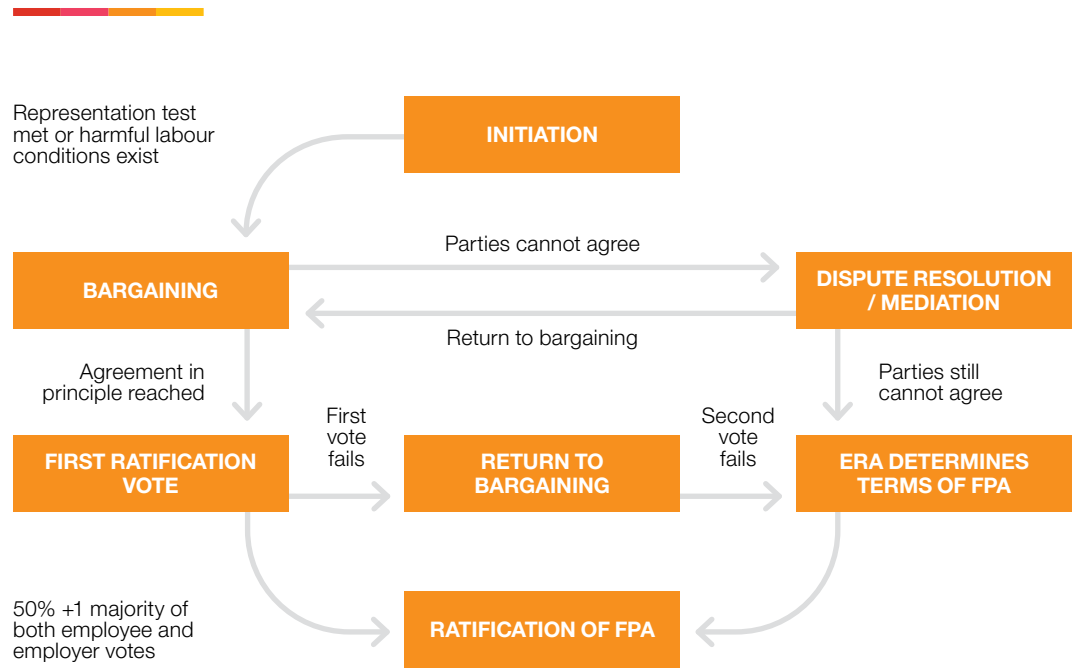 Representation test
met or harmful labour
conditions exist
INITIATION
Parties cannot agree
BARGAINING
DISPUTE RESOLUTION
/ MEDIATION
Return to bargaining
Agreement in
principle reached
Parties still
cannot agree
First
vote
fails
Second
vote
fails
FIRST RATIFICATION
VOTE
RETURN TO
BARGAINING
ERA DETERMINES
TERMS OF FPA
50% +1 majority of
both employee and
employer votes
RATIFICATION OF FPA